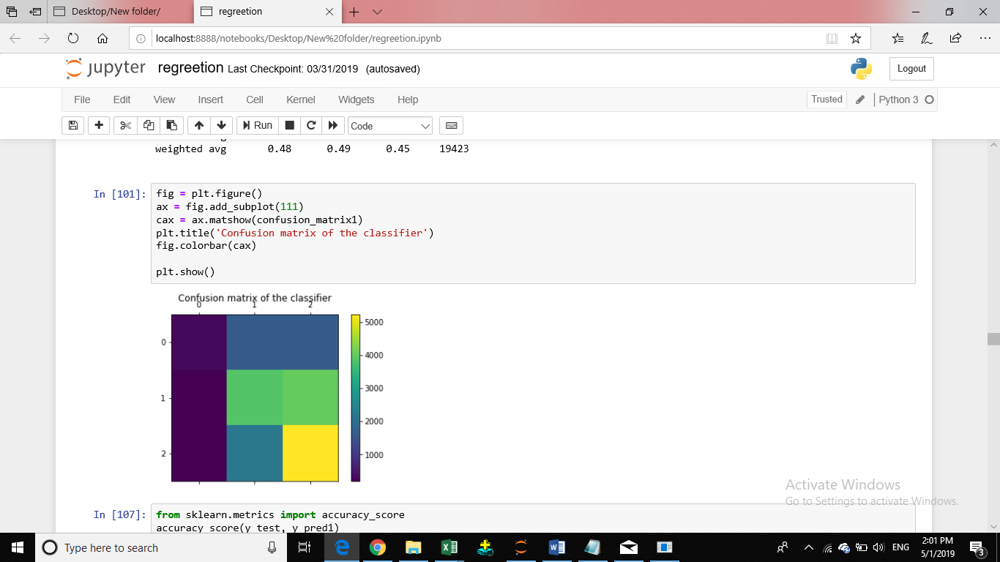 Desktop/New folder/
regreetion
localhost:8888/notebooks/Desktop/New%20folder/regreetion.ipynb
jupyter regreetion Last Checkpoint: 03/31/2019 (autosaved)
Logout
File Edit View Insert Cell Kernel Widgets Help
Trusted Python 3
Run Code
weighted avg 0.48 0.49 0.45 19423
In [101]:
fig = plt.figure()
ax = fig.add_subplot(111)
cax = ax.matshow(confusion_matrix1)
plt.title('Confusion matrix of the classifier')
fig.colorbar(cax)
plt.show()
Confusion matrix of the classifier
0 1 2
0
1
2
5000
4000
3000
2000
1000
Activate Windows
Go to Settings to activate Windows.
In [107]:
from sklearn.metrics import accuracy_score
accuracy_score(y_test, y_pred1)
Type here to search
ENG
2:01 PM
5/1/2019
3